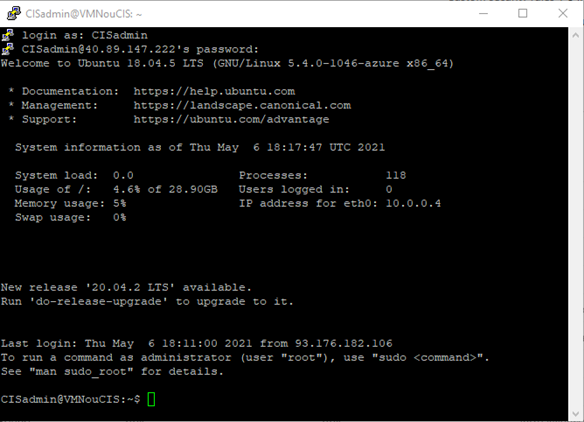 CISadmin@VMNouCIS: ~
login as: CISadmin
CISadmin@40.89.147.222's password:
Welcome to Ubuntu 18.04.5 LTS (GNU/Linux 5.4.0-1046-azure x86_64)
* Documentation:  https://help.ubuntu.com
* Management:     https://landscape.canonical.com
* Support:        https://ubuntu.com/advantage
System information as of Thu May  6 18:17:47 UTC 2021
System load:  0.0                Processes:           118
Usage of /:   4.6% of 28.90GB   Users logged in:     0
Memory usage: 5%                 IP address for eth0: 10.0.0.4
Swap usage:   0%
New release '20.04.2 LTS' available.
Run 'do-release-upgrade' to upgrade to it.
Last login: Thu May  6 18:11:00 2021 from 93.176.182.106
To run a command as administrator (user "root"), use "sudo <command>".
See "man sudo_root" for details.
CISadmin@VMNouCIS:~$